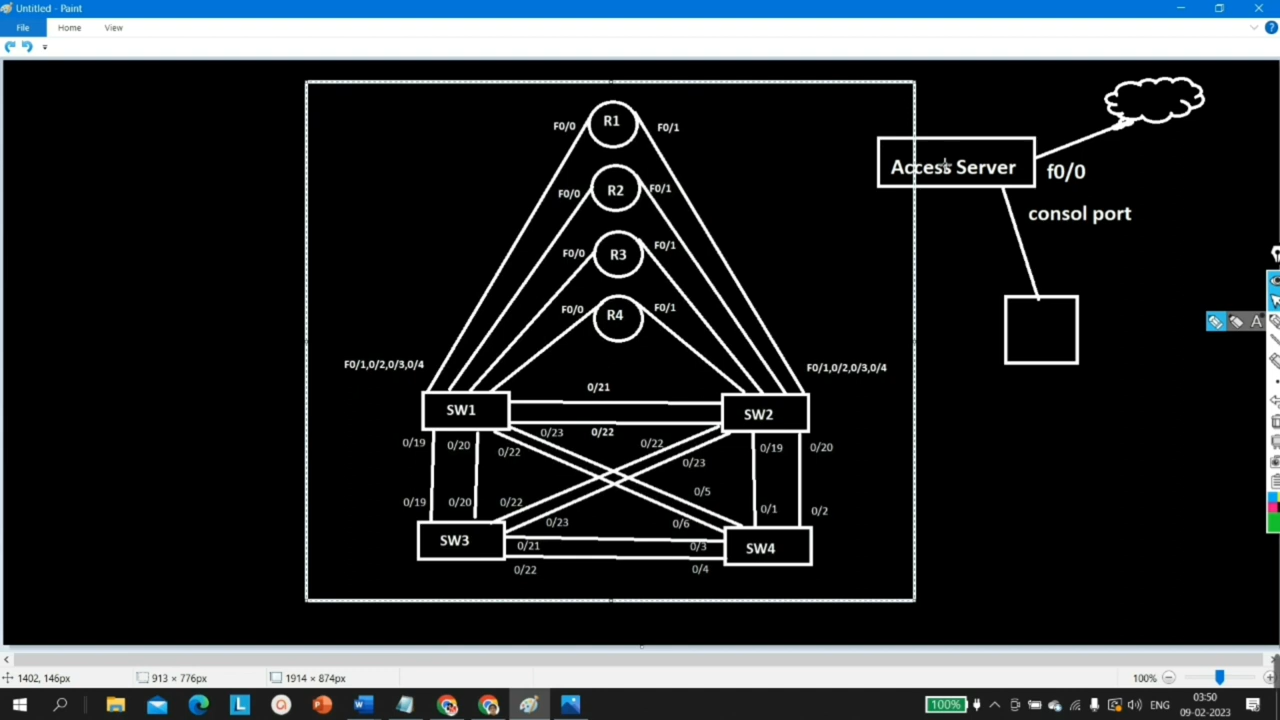 Untitled - Paint
File Home View
R1
F0/0 F0/1
Access Server
f0/0
R2
F0/0 F0/1
consol port
R3
F0/0 F0/1
R4
F0/0 F0/1
F0/1,0/2,0/3,0/4 F0/1,0/2,0/3,0/4
0/21
SW1 SW2
0/23 0/22
0/19 0/20 0/22 0/22 0/23 0/19 0/20
0/5
0/19 0/20 0/22 0/23 0/6 0/1 0/2
SW3 SW4
0/21 0/3
0/22 0/4
A
1402, 146px 913 × 776px 1914 × 874px 100%
100% ENG 03:50
09-02-2023